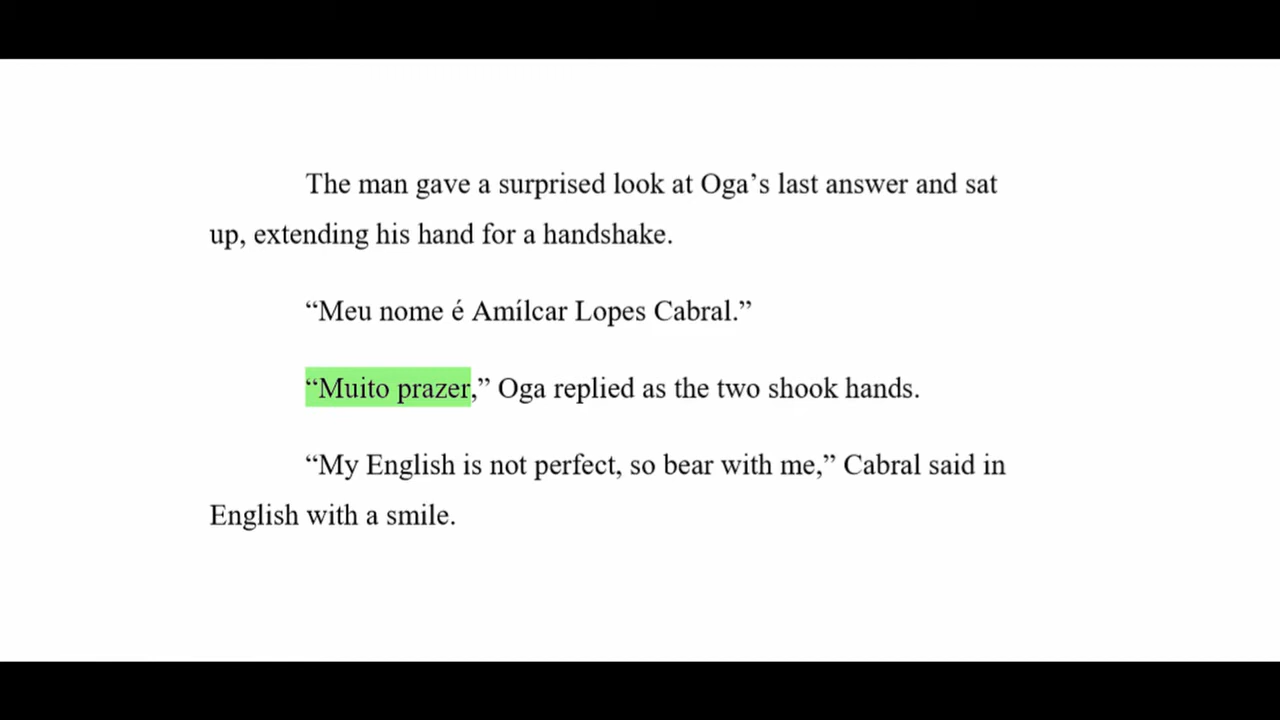 The man gave a surprised look at Oga’s last answer and sat
up, extending his hand for a handshake.
“Meu nome é Amílcar Lopes Cabral.”
“Muito prazer,” Oga replied as the two shook hands.
“My English is not perfect, so bear with me,” Cabral said in
English with a smile.